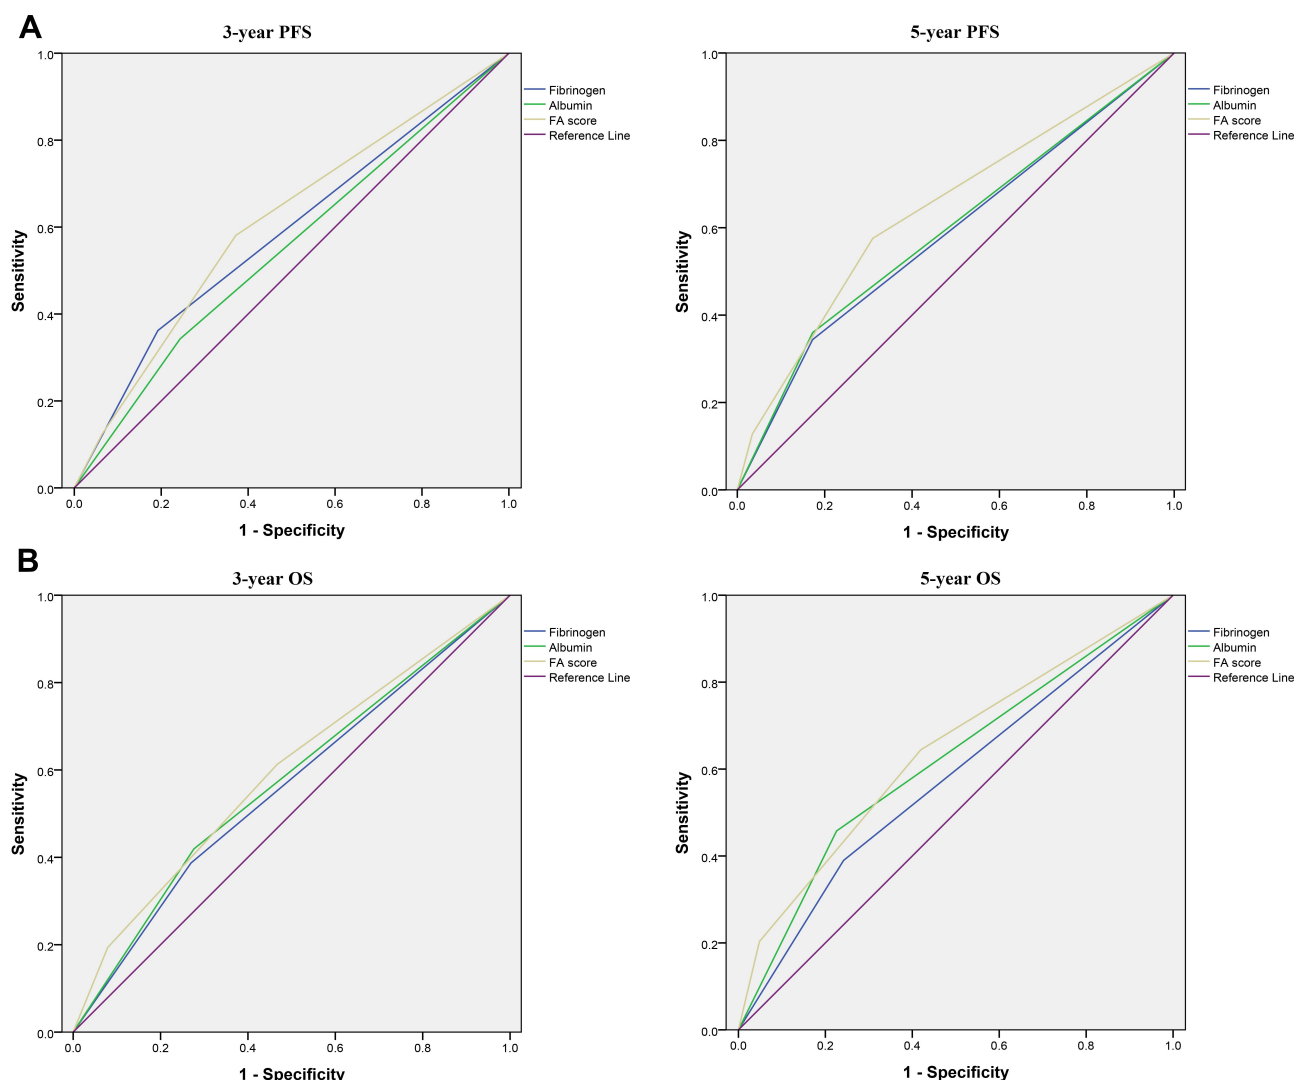 A
3-year PFS
1.0
0.8
0.6
0.4
0.2
0.0
Sensitivity
0.0 0.2 0.4 0.6 0.8 1.0
1 - Specificity
Fibrinogen
Albumin
FA score
Reference Line
5-year PFS
1.0
0.8
0.6
0.4
0.2
0.0
Sensitivity
0.0 0.2 0.4 0.6 0.8 1.0
1 - Specificity
Fibrinogen
Albumin
FA score
Reference Line
B
3-year OS
1.0
0.8
0.6
0.4
0.2
0.0
Sensitivity
0.0 0.2 0.4 0.6 0.8 1.0
1 - Specificity
Fibrinogen
Albumin
FA score
Reference Line
5-year OS
1.0
0.8
0.6
0.4
0.2
0.0
Sensitivity
0.0 0.2 0.4 0.6 0.8 1.0
1 - Specificity
Fibrinogen
Albumin
FA score
Reference Line